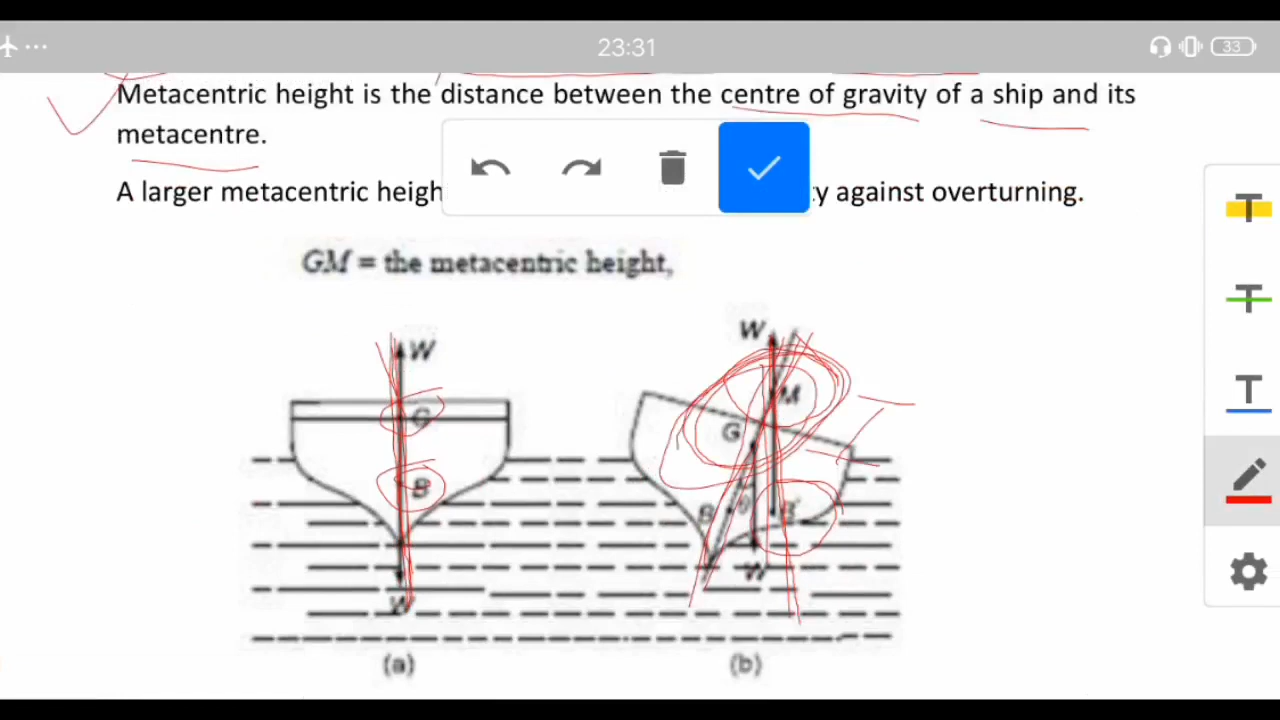 23:31
33
Metacentric height is the distance between the centre of gravity of a ship and its
metacentre.
A larger metacentric heigh y against overturning.
GM = the metacentric height,
W
W
G
M
G
B
B
B'
W
W
(a)
(b)
T
T
T